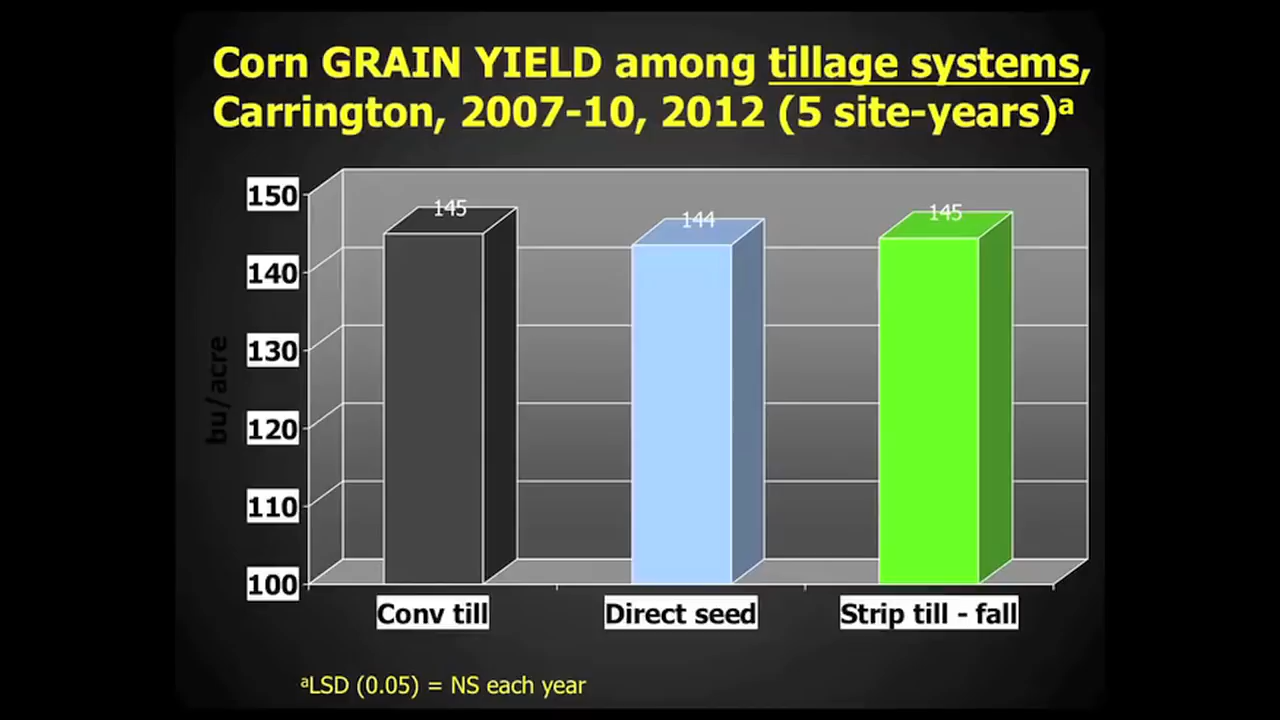 Corn GRAIN YIELD among tillage systems,
Carrington, 2007-10, 2012 (5 site-years)ᵃ
150
140
130
120
110
100
bu/acre
145
144
145
Conv till
Direct seed
Strip till - fall
ᵃLSD (0.05) = NS each year